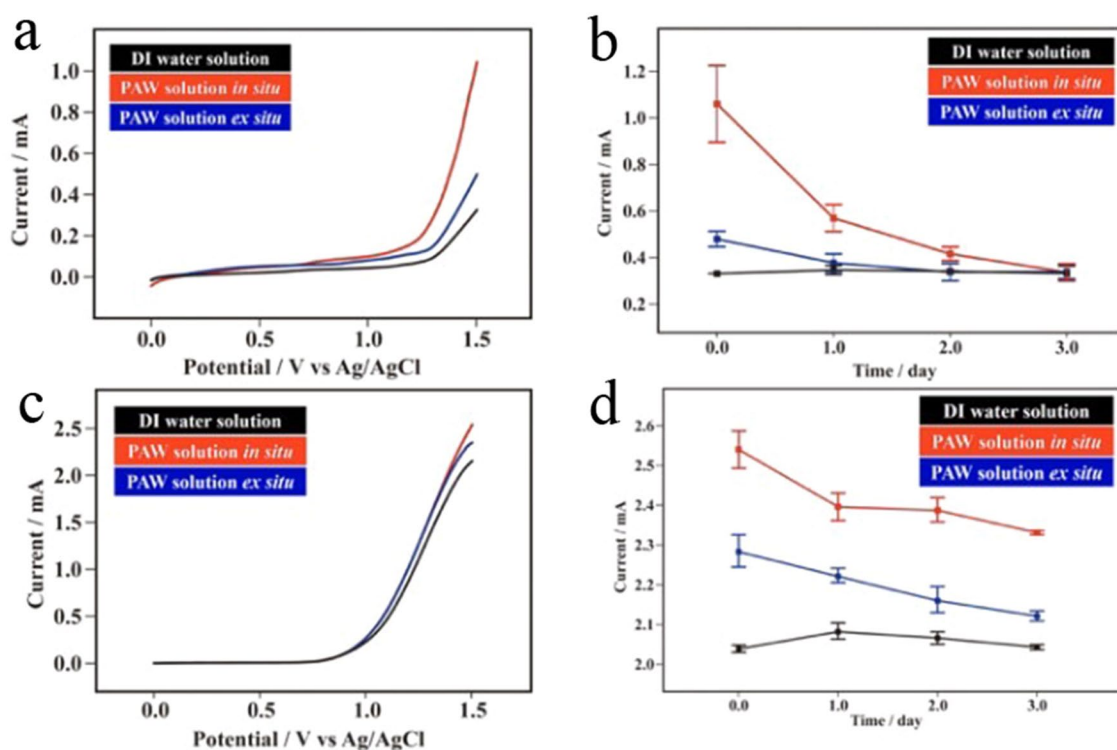 a
DI water solution
PAW solution in situ
PAW solution ex situ
Current / mA
1.0
0.8
0.6
0.4
0.2
0.0
0.0
0.5
1.0
1.5
Potential / V vs Ag/AgCl
b
DI water solution
PAW solution in situ
PAW solution ex situ
Current / mA
1.2
1.0
0.8
0.6
0.4
0.2
0.0
1.0
2.0
3.0
Time / day
c
DI water solution
PAW solution in situ
PAW solution ex situ
Current / mA
2.5
2.0
1.5
1.0
0.5
0.0
0.0
0.5
1.0
1.5
Potential / V vs Ag/AgCl
d
DI water solution
PAW solution in situ
PAW solution ex situ
Current / mA
2.6
2.5
2.4
2.3
2.2
2.1
2.0
0.0
1.0
2.0
3.0
Time / day